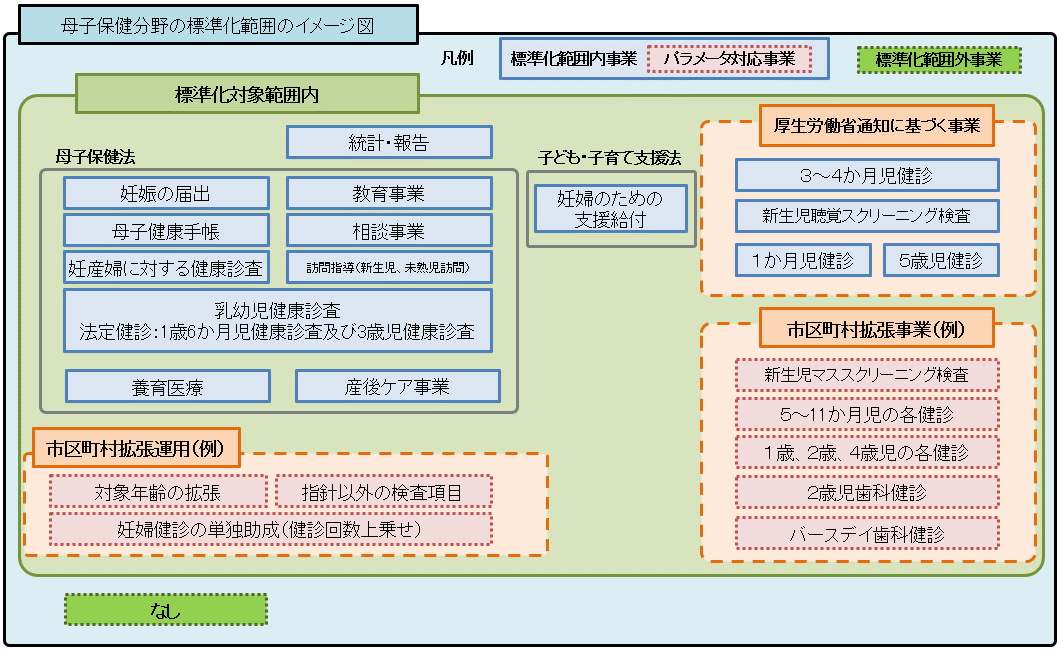 母子保健分野の標準化範囲のイメージ図
凡例
標準化範囲内事業
パラメータ対応事業
標準化範囲外事業
標準化対象範囲内
統計・報告
母子保健法
妊娠の届出
教育事業
母子健康手帳
相談事業
妊産婦に対する健康診査
訪問指導(新生児、未熟児訪問)
乳幼児健康診査
法定健診:1歳6か月児健康診査及び3歳児健康診査
養育医療
産後ケア事業
子ども・子育て支援法
妊婦のための
支援給付
厚生労働省通知に基づく事業
3~4か月児健診
新生児聴覚スクリーニング検査
1か月児健診
5歳児健診
市区町村拡張事業(例)
新生児マススクリーニング検査
5~11か月児の各健診
1歳、2歳、4歳児の各健診
2歳児歯科健診
バースデイ歯科健診
市区町村拡張運用(例)
対象年齢の拡張
指針以外の検査項目
妊婦健診の単独助成(健診回数上乗せ)
なし